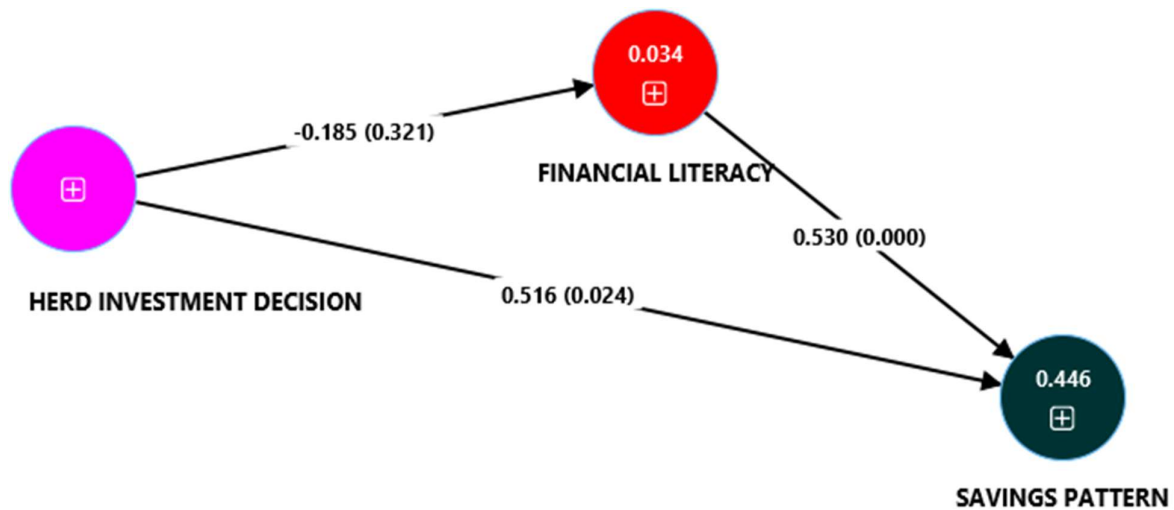 0.034
-0.185 (0.321)
FINANCIAL LITERACY
0.530 (0.000)
HERD INVESTMENT DECISION
0.516 (0.024)
0.446
SAVINGS PATTERN